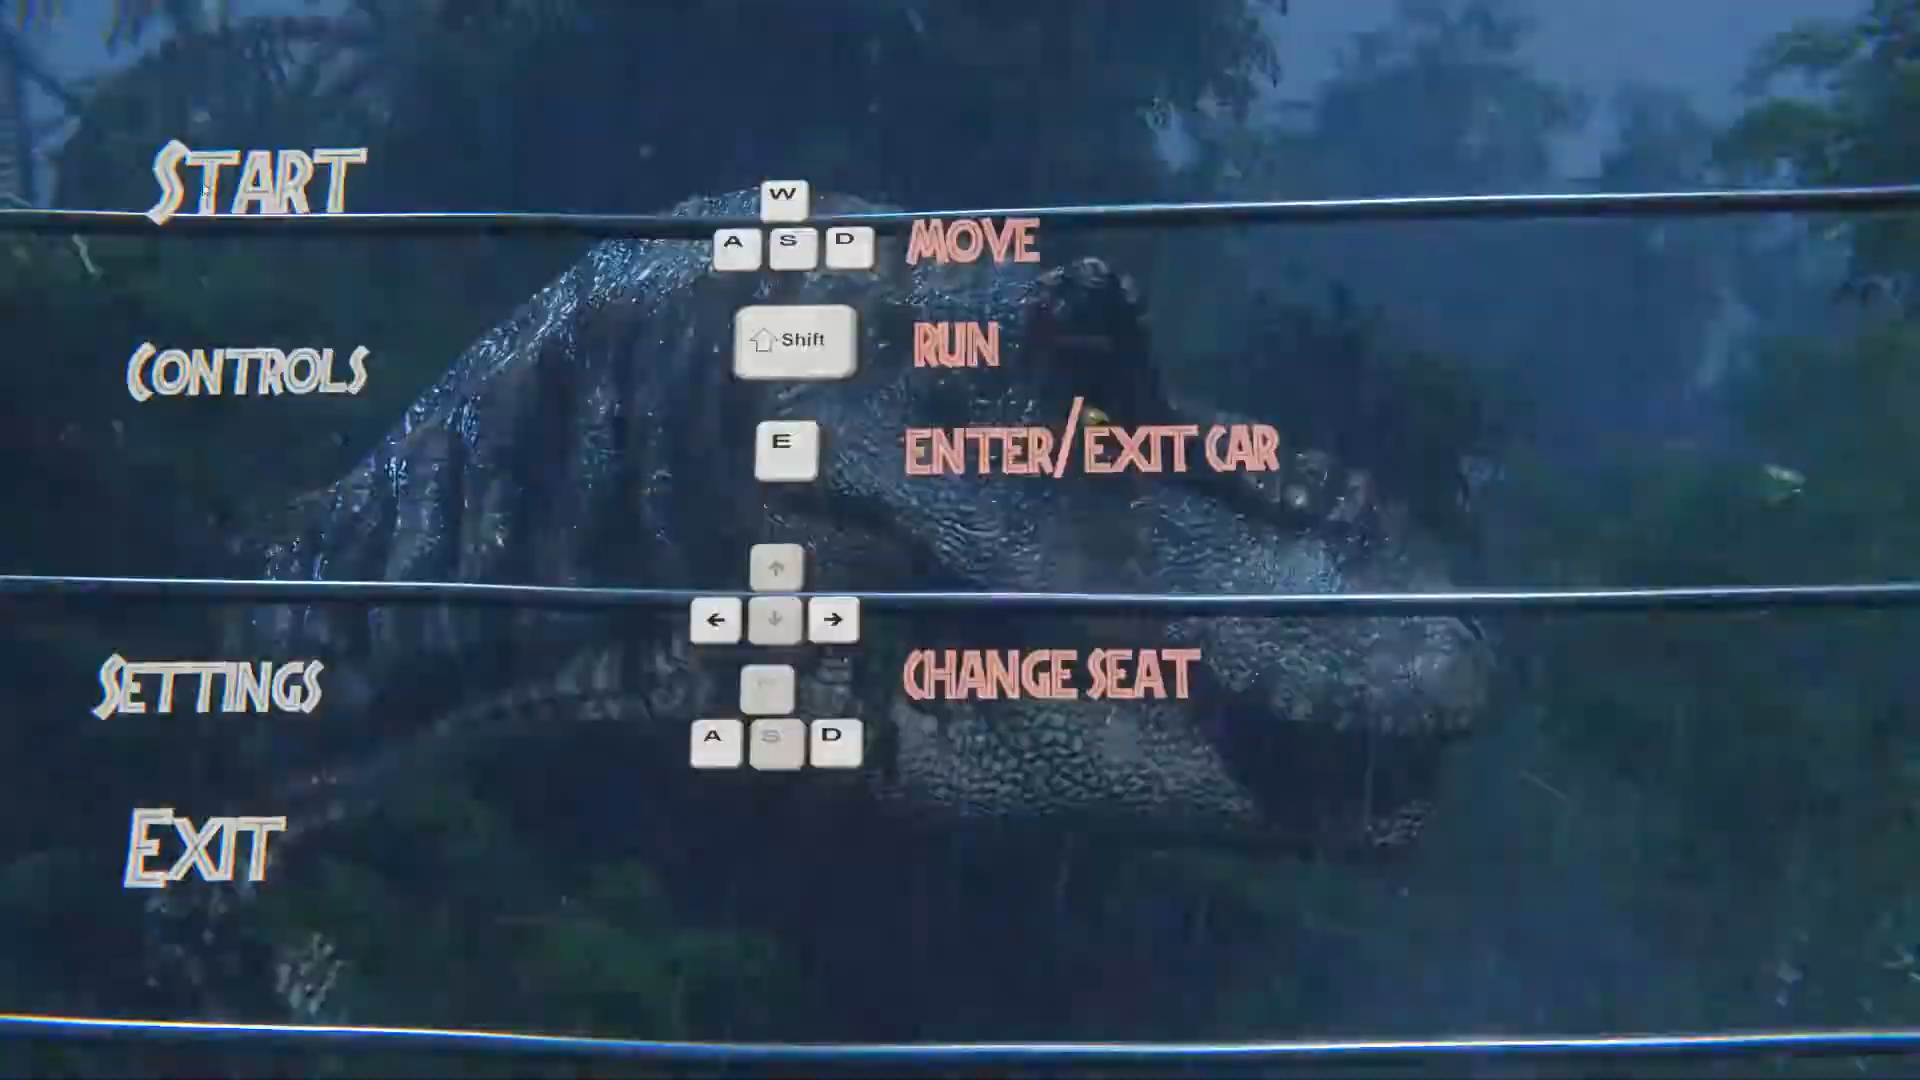 START
W
A S D MOVE
CONTROLS
Shift RUN
E ENTER/EXIT CAR
↑
← ↓ →
SETTINGS
CHANGE SEAT
A S D
EXIT